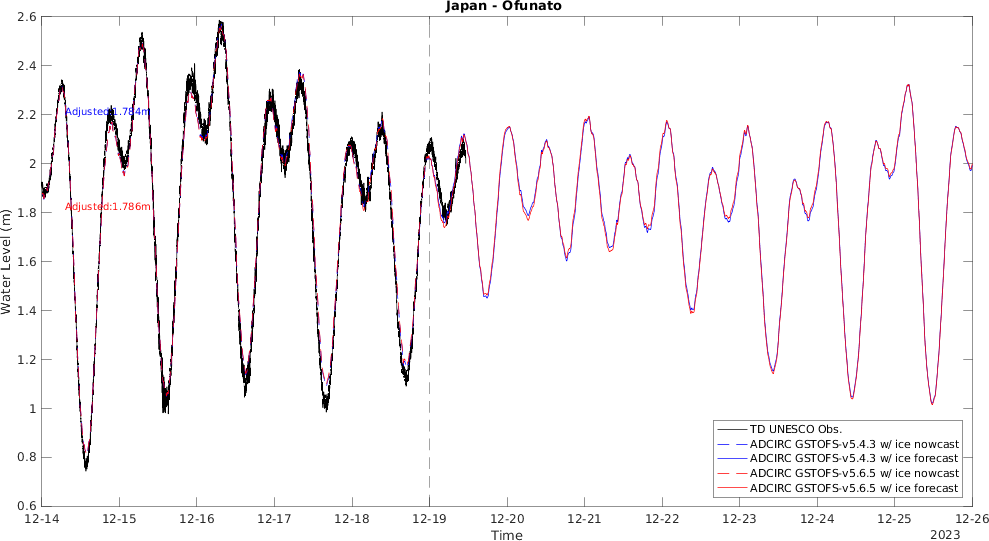 Japan - Ofunato
2.6
2.4
2.2
2
1.8
1.6
1.4
1.2
1
0.8
0.6
Water Level (m)
Adjusted:1.784m
Adjusted:1.786m
TD UNESCO Obs.
ADCIRC GSTOFS-v5.4.3 w/ ice nowcast
ADCIRC GSTOFS-v5.4.3 w/ ice forecast
ADCIRC GSTOFS-v5.6.5 w/ ice nowcast
ADCIRC GSTOFS-v5.6.5 w/ ice forecast
12-14 12-15 12-16 12-17 12-18 12-19 12-20 12-21 12-22 12-23 12-24 12-25 12-26
Time
2023